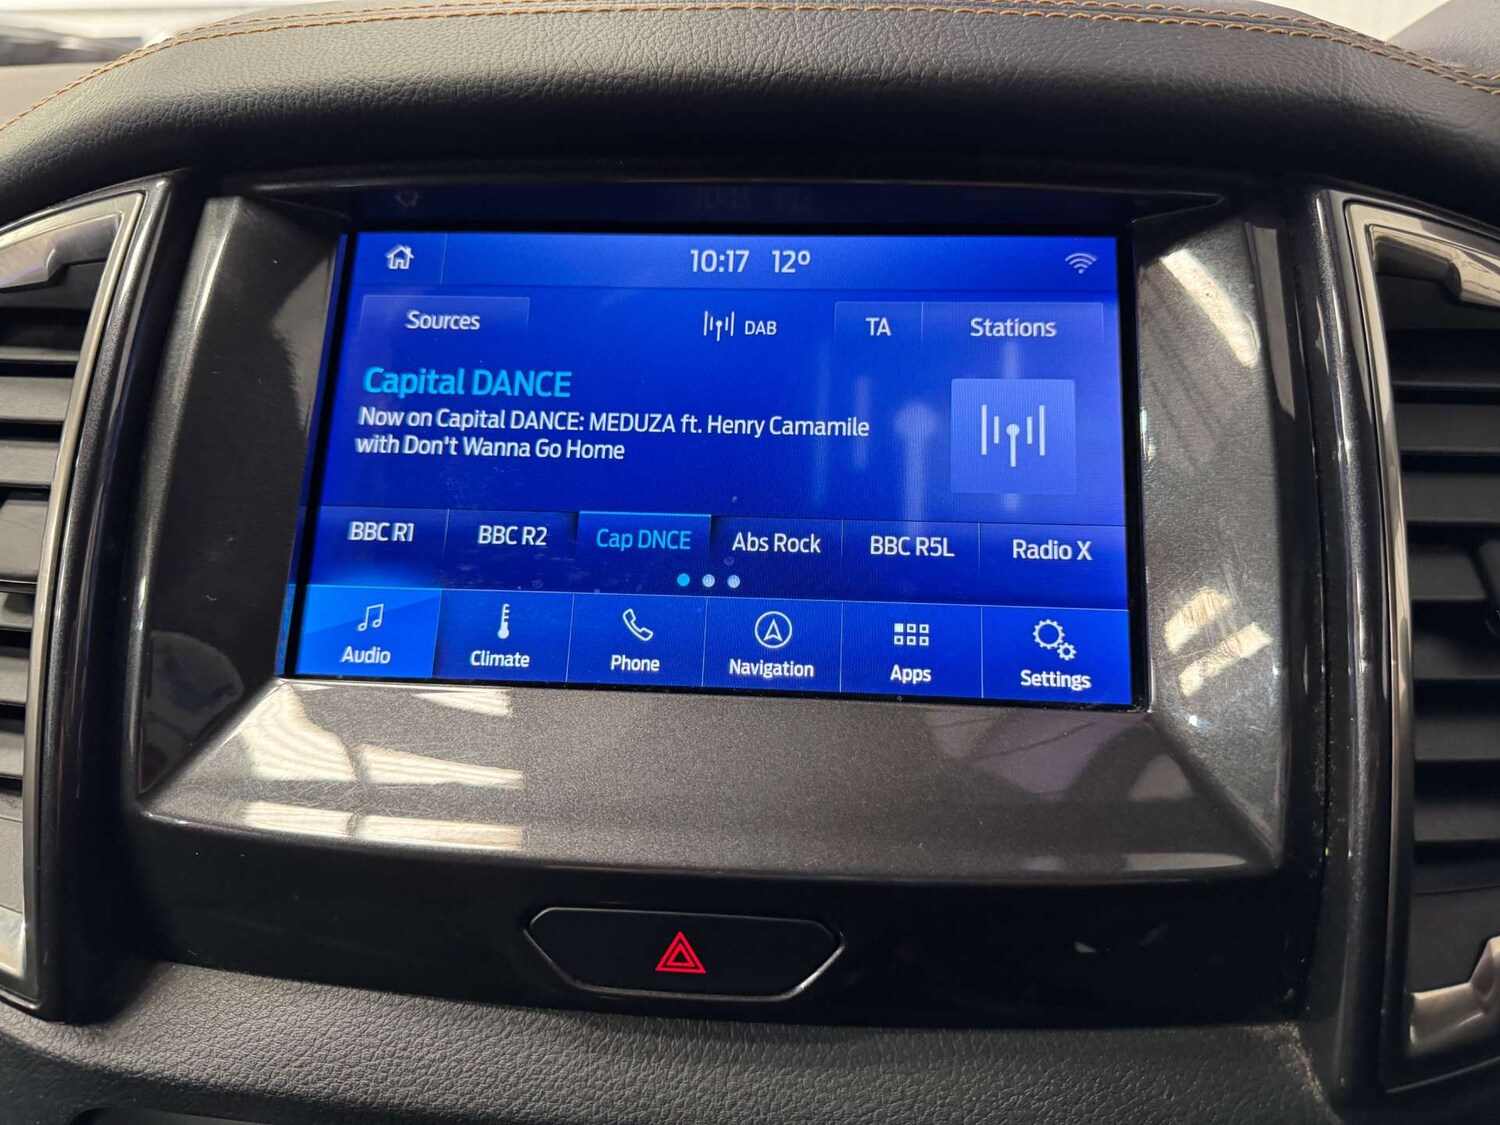 10:17 12°
Sources
DAB
TA
Stations
Capital DANCE
Now on Capital DANCE: MEDUZA ft. Henry Camamile
with Don't Wanna Go Home
BBC R1
BBC R2
Cap DNCE
Abs Rock
BBC R5L
Radio X
Audio
Climate
Phone
Navigation
Apps
Settings